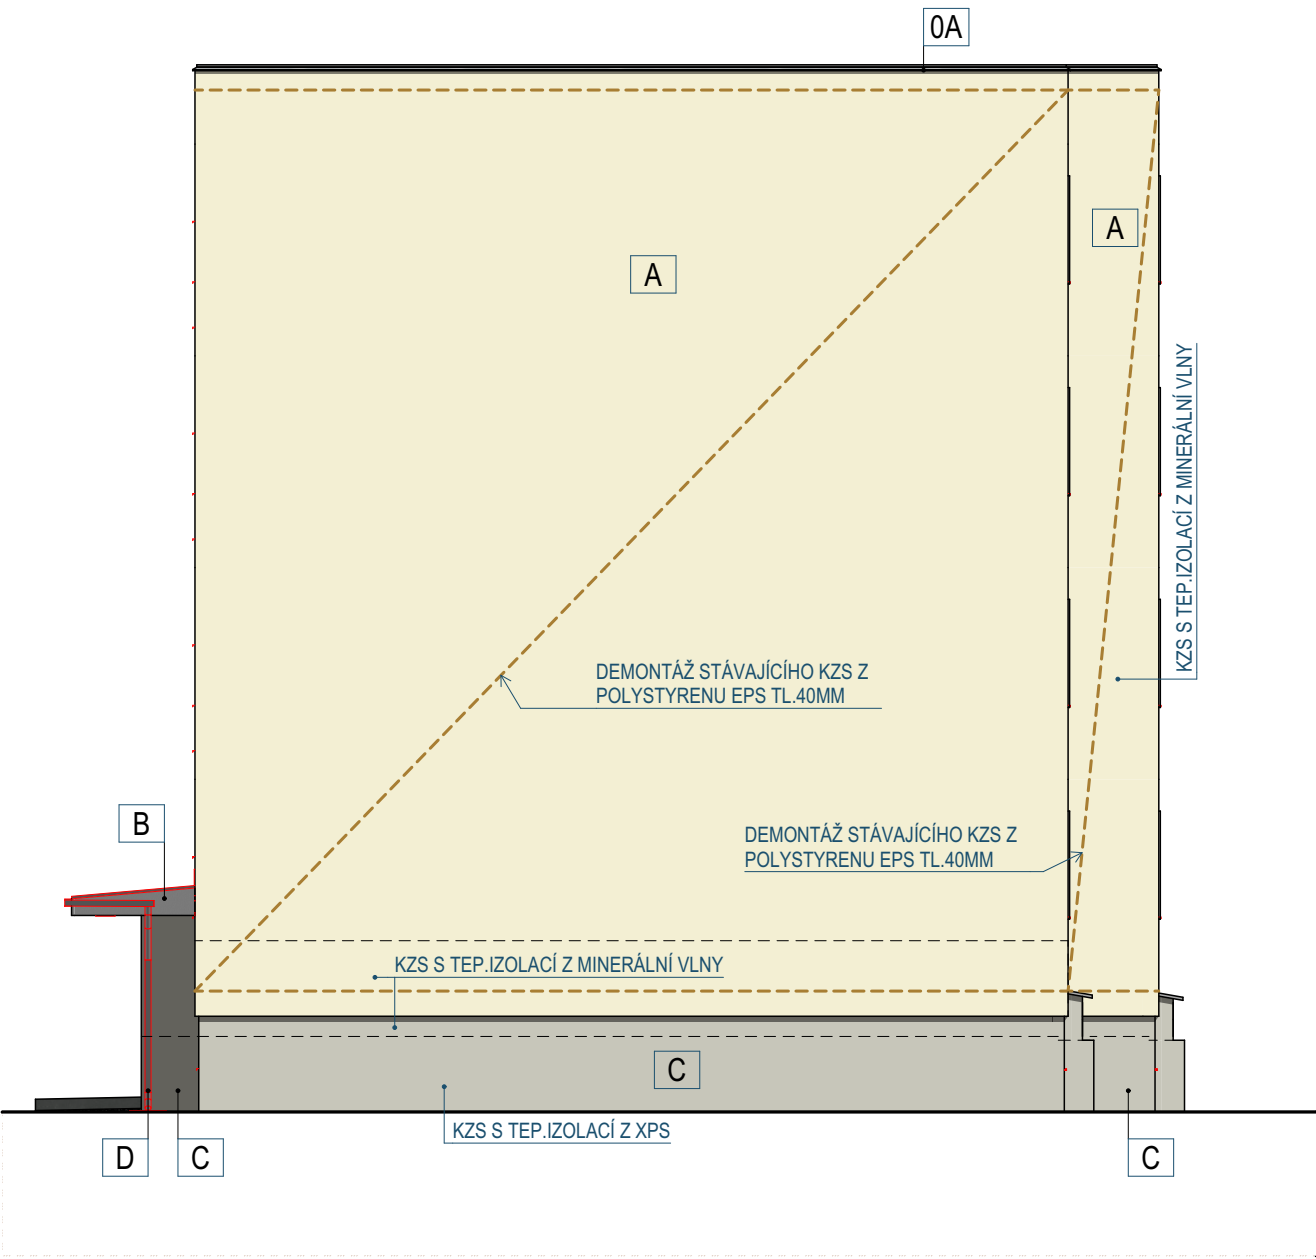 0A
A
A
KZS S TEP.IZOLACÍ Z MINERÁLNÍ VLNY
DEMONTÁŽ STÁVAJÍCÍHO KZS Z
POLYSTYRENU EPS TL.40MM
B
DEMONTÁŽ STÁVAJÍCÍHO KZS Z
POLYSTYRENU EPS TL.40MM
KZS S TEP.IZOLACÍ Z MINERÁLNÍ VLNY
C
KZS S TEP.IZOLACÍ Z XPS
D
C
C